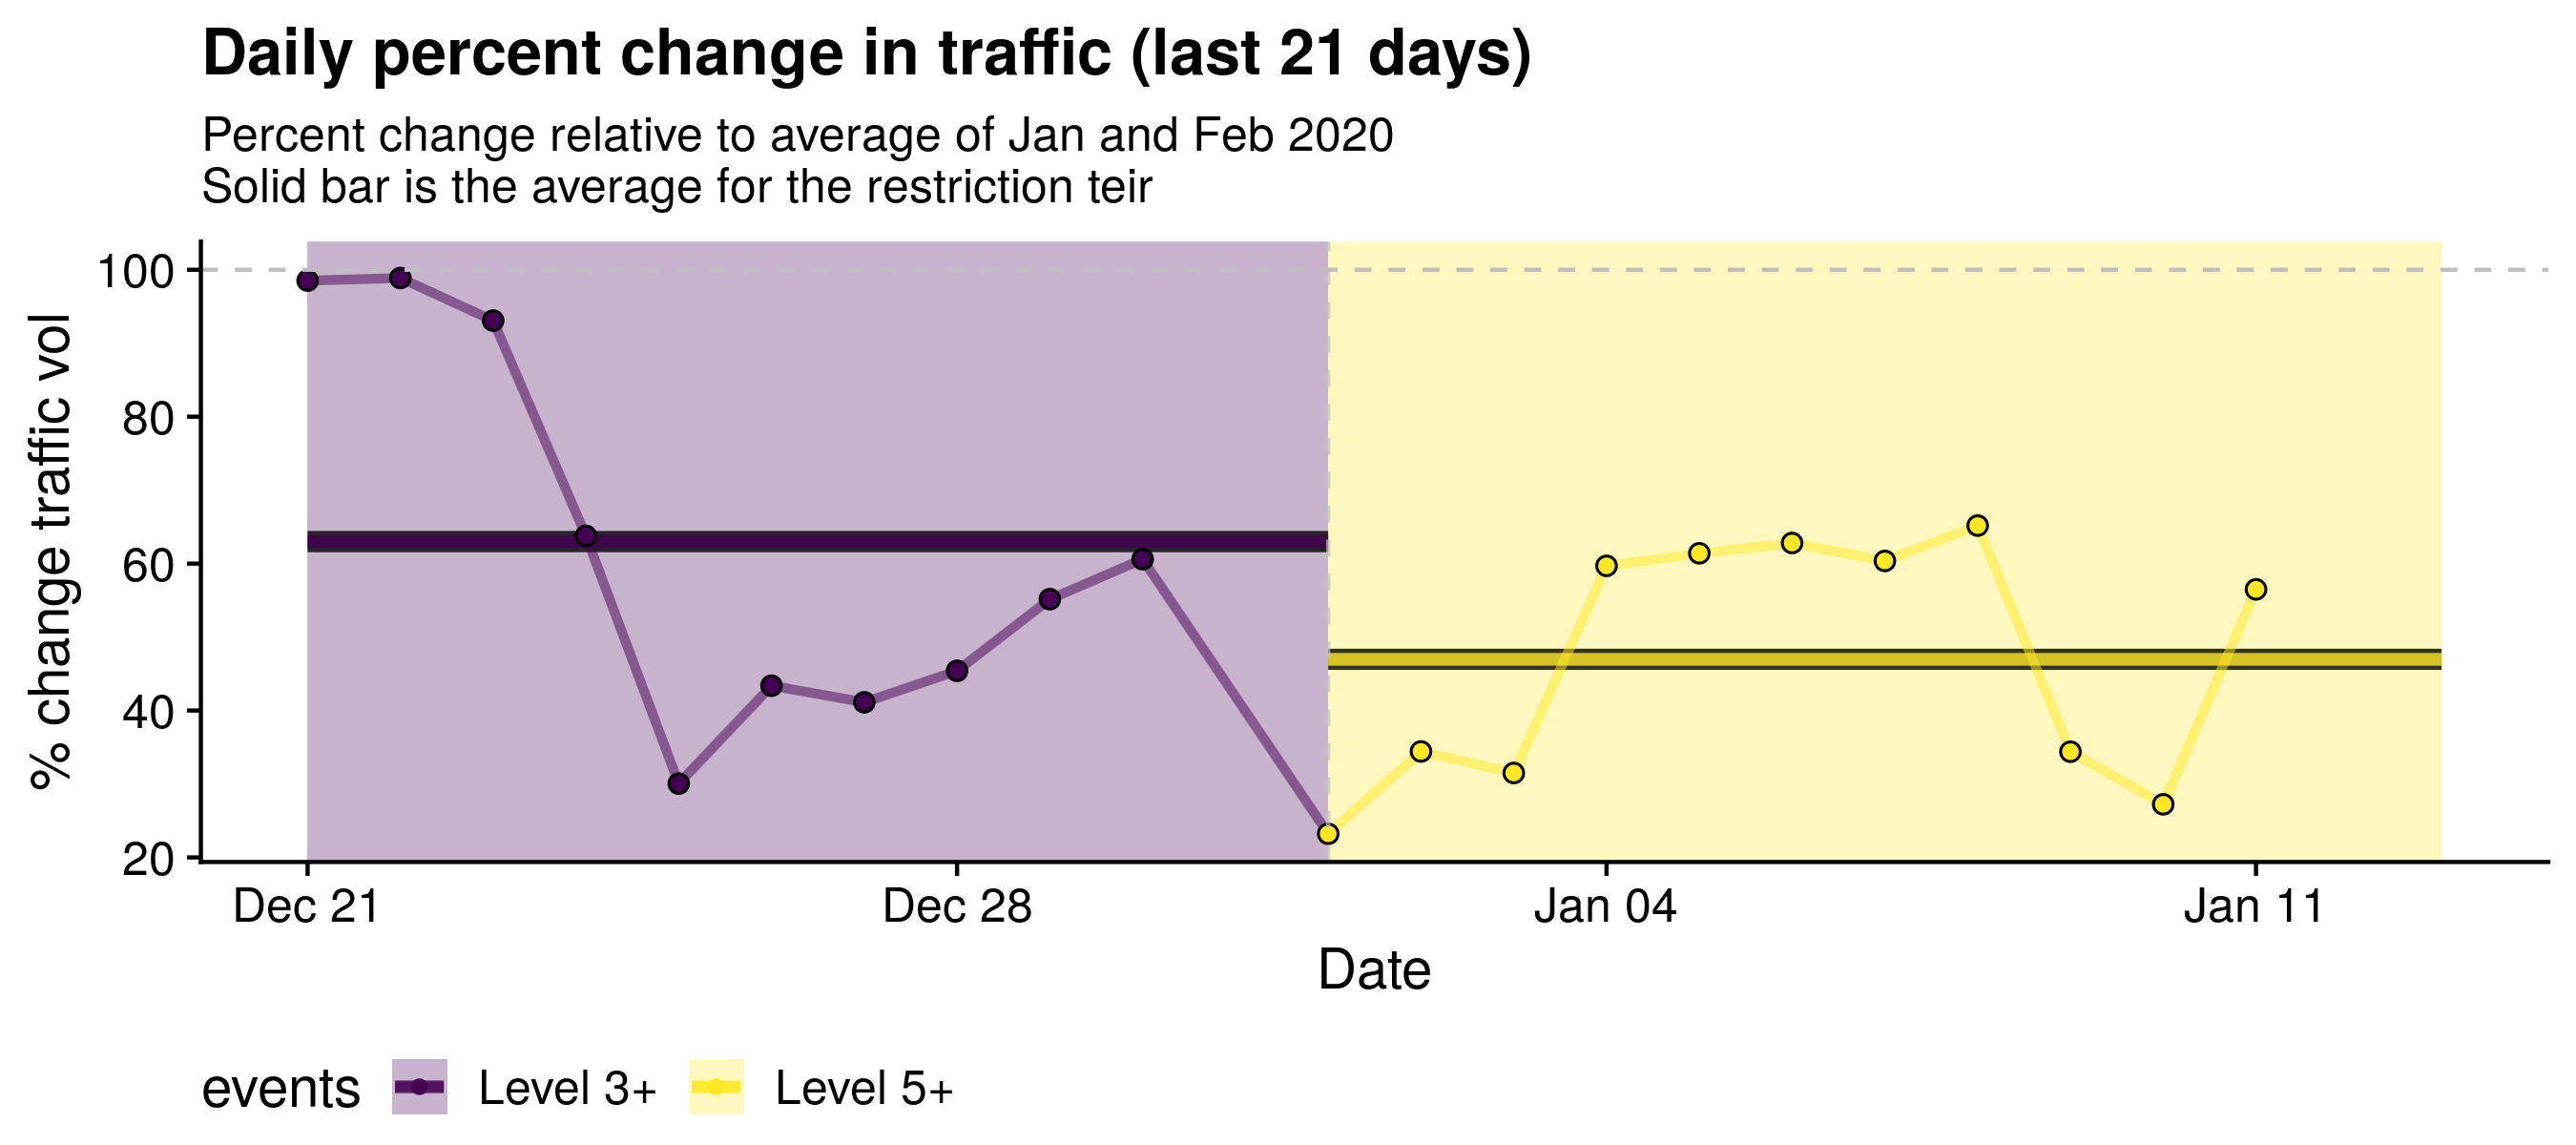 Daily percent change in traffic (last 21 days)
Percent change relative to average of Jan and Feb 2020
Solid bar is the average for the restriction teir
% change traffic vol
100
80
60
40
20
Dec 21 Dec 28 Jan 04 Jan 11
Date
events Level 3+ Level 5+